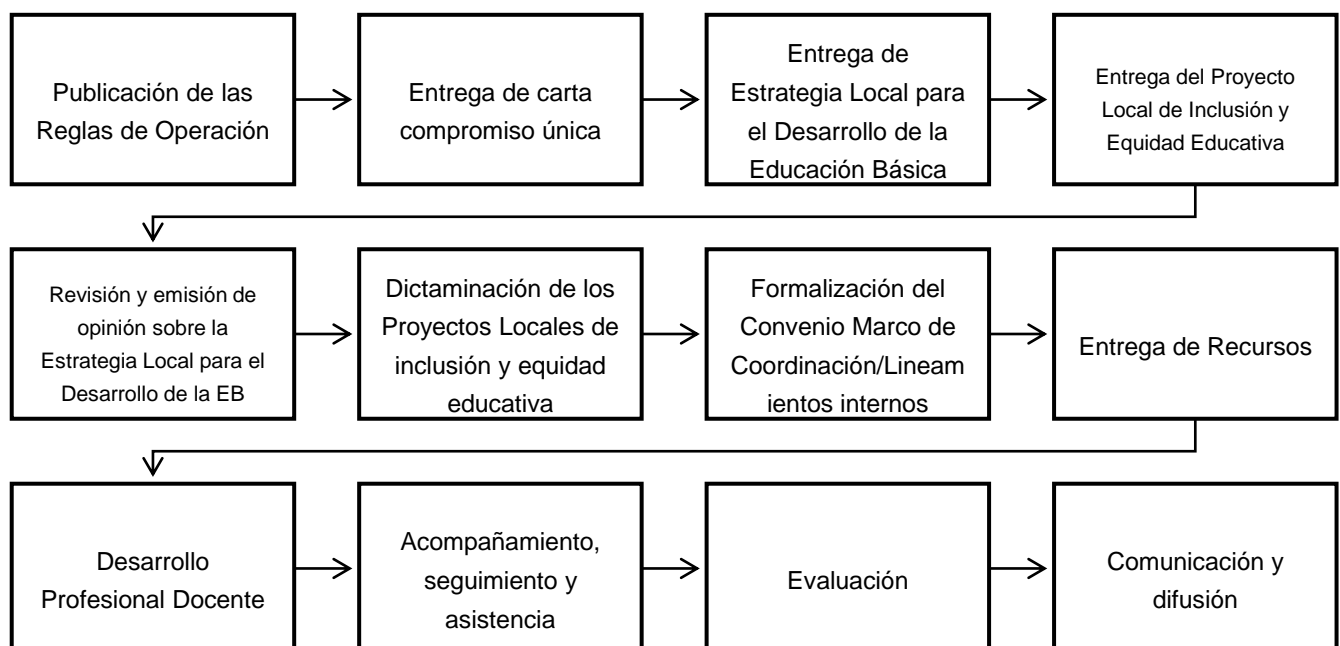 Publicación de las
Reglas de Operación
Entrega de carta
compromiso única
Entrega de
Estrategia Local para
el Desarrollo de la
Educación Básica
Entrega del Proyecto
Local de Inclusión y
Equidad Educativa
Revisión y emisión de
opinión sobre la
Estrategia Local para el
Desarrollo de la EB
Dictaminación de los
Proyectos Locales de
inclusión y equidad
educativa
Formalización del
Convenio Marco de
Coordinación/Lineam
ientos internos
Entrega de Recursos
Desarrollo
Profesional Docente
Acompañamiento,
seguimiento y
asistencia
Evaluación
Comunicación y
difusión